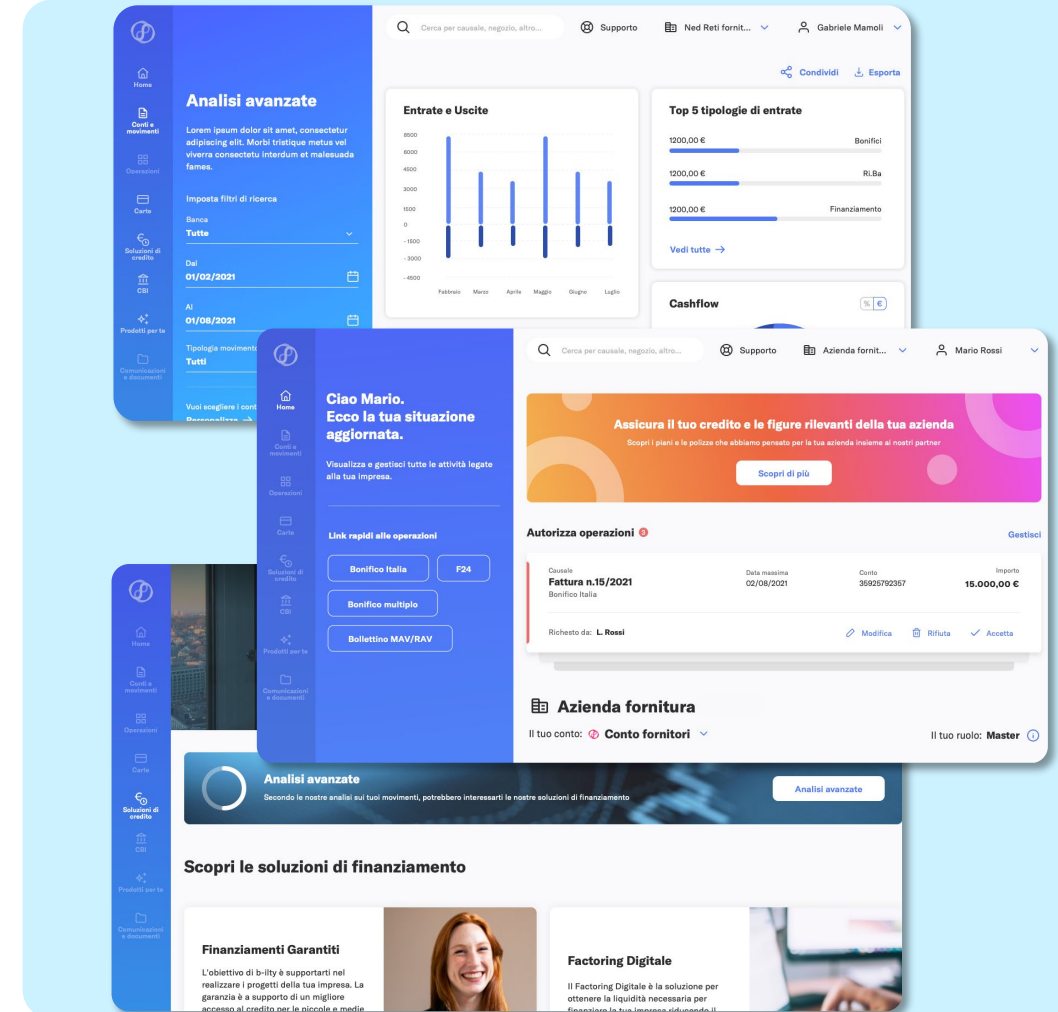 Home
Conti e
movimenti
Operazioni
Carte
Soluzioni di
credito
CBI
Prodotti per te
Comunicazioni
e documenti
Analisi avanzate
Lorem ipsum dolor sit amet, consectetur
adipiscing elit. Morbi tristique metus vel
viverra consectetu interdum et malesuada
fames.
Imposta filtri di ricerca
Banca
Tutte
Dal
01/02/2021
Al
01/08/2021
Tipologia movimento
Tutti
Vuoi scegliere i cont
Personalizza →
Cerca per causale, negozio, altro...
Supporto
Ned Reti fornit...
Gabriele Mamoli
Condividi
Esporta
Entrate e Uscite
8500
6000
4500
3000
1500
0
- 1500
- 3000
- 4500
Febbraio Marzo Aprile Maggio Giugno Luglio
Top 5 tipologie di entrate
1200,00 € Bonifici
1200,00 € Ri.Ba
1200,00 € Finanziamento
Vedi tutte →
Cashflow
% €
Home
Conti e
movimenti
Operazioni
Carte
Soluzioni di
credito
CBI
Prodotti per te
Comunicazioni
e documenti
Ciao Mario.
Ecco la tua situazione
aggiornata.
Visualizza e gestisci tutte le attività legate
alla tua impresa.
Link rapidi alle operazioni
Bonifico Italia
F24
Bonifico multiplo
Bollettino MAV/RAV
Cerca per causale, negozio, altro...
Supporto
Azienda fornit...
Mario Rossi
Assicura il tuo credito e le figure rilevanti della tua azienda
Scopri i piani e le polizze che abbiamo pensato per la tua azienda insieme ai nostri partner
Scopri di più
Autorizza operazioni 3
Gestisci
Causale
Fattura n.15/2021
Bonifico Italia
Data massima
02/08/2021
Conto
35925792357
Importo
15.000,00 €
Richesto da: L. Rossi
Modifica
Rifiuta
Accetta
Azienda fornitura
Il tuo conto: Conto fornitori
Il tuo ruolo: Master
Home
Conti e
movimenti
Operazioni
Carte
Soluzioni di
credito
CBI
Prodotti per te
Comunicazioni
e documenti
Analisi avanzate
Secondo le nostre analisi sui tuoi movimenti, potrebbero interessarti le nostre soluzioni di finanziamento
Analisi avanzate
Scopri le soluzioni di finanziamento
Finanziamenti Garantiti
L'obiettivo di b-ilty è supportarti nel
realizzare i progetti della tua impresa. La
garanzia è a supporto di un migliore
accesso al credito per le piccole e medie
Factoring Digitale
Il Factoring Digitale è la soluzione per
ottenere la liquidità necessaria per
finanziare la tua impresa riducendo il